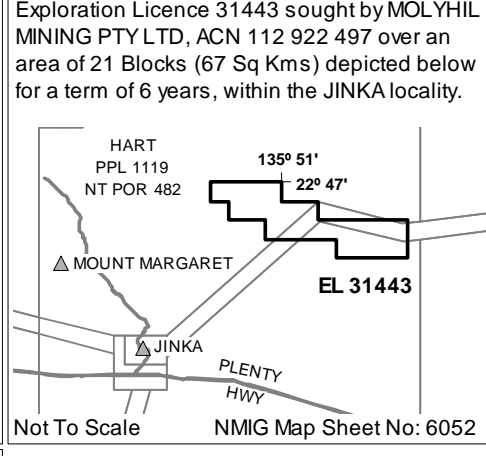 Exploration Licence 31443 sought by MOLYHIL
MINING PTY LTD, ACN 112 922 497 over an
area of 21 Blocks (67 Sq Kms) depicted below
for a term of 6 years, within the JINKA locality.
HART
PPL 1119
NT POR 482
135º 51'
22º 47'
MOUNT MARGARET
EL 31443
JINKA
PLENTY
HWY
Not To Scale
NMIG Map Sheet No: 6052